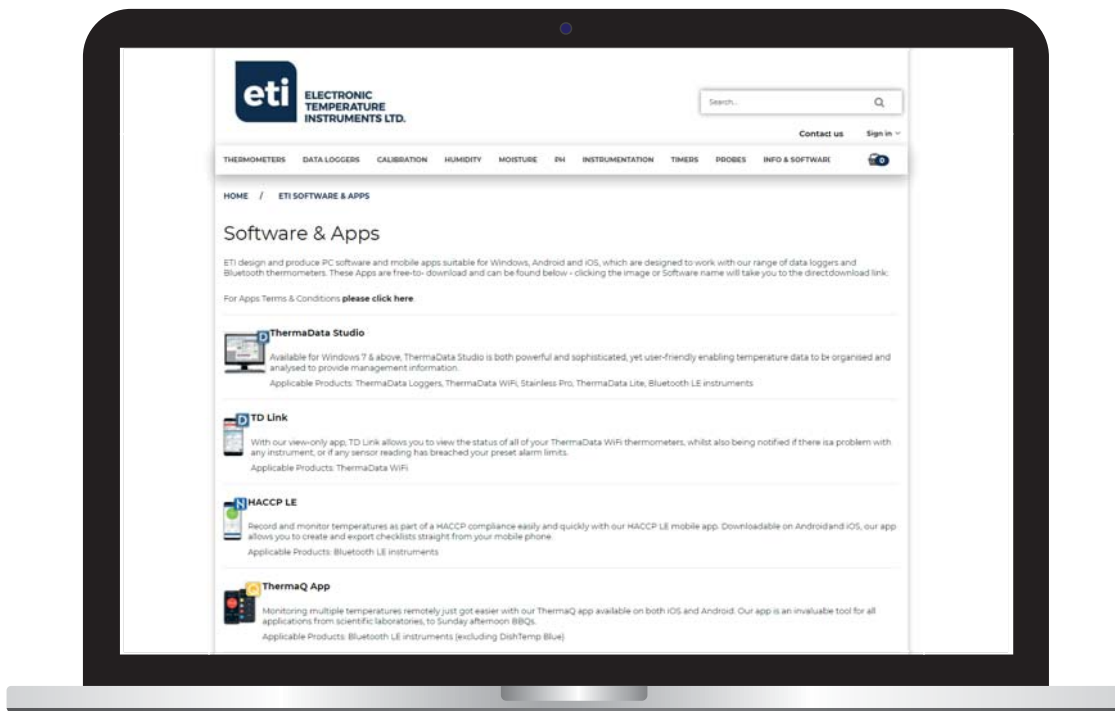 eti ELECTRONIC
TEMPERATURE
INSTRUMENTS LTD.
Search...
Contact us Sign in
THERMOMETERS DATA LOGGERS CALIBRATION HUMIDITY MOISTURE PH INSTRUMENTATION TIMERS PROBES INFO & SOFTWARE 0
HOME / ETI SOFTWARE & APPS
Software & Apps
ETI design and produce PC software and mobile apps suitable for Windows, Android and iOS, which are designed to work with our range of data loggers and
Bluetooth thermometers. These Apps are free-to- download and can be found below - clicking the image or Software name will take you to the directdownload link:
For Apps Terms & Conditions please click here
D ThermaData Studio
Available for Windows 7 & above, ThermaData Studio is both powerful and sophisticated, yet user-friendly enabling temperature data to be organised and
analysed to provide management information.
Applicable Products: ThermaData Loggers, ThermaData WiFi, Stainless Pro, ThermaData Lite, Bluetooth LE instruments
D TD Link
With our view-only app, TD Link allows you to view the status of all of your ThermaData WiFi thermometers, whilst also being notified if there isa problem with
any instrument, or if any sensor reading has breached your preset alarm limits.
Applicable Products: ThermaData WiFi
HACCP LE
Record and monitor temperatures as part of a HACCP compliance easily and quickly with our HACCP LE mobile app. Downloadable on Androidand iOS, our app
allows you to create and export checklists straight from your mobile phone.
Applicable Products: Bluetooth LE instruments
ThermaQ App
Monitoring multiple temperatures remotely just got easier with our ThermaQ app available on both iOS and Android. Our app is an invaluable tool for all
applications from scientific laboratories, to Sunday afternoon BBQs.
Applicable Products: Bluetooth LE instruments (excluding DishTemp Blue)